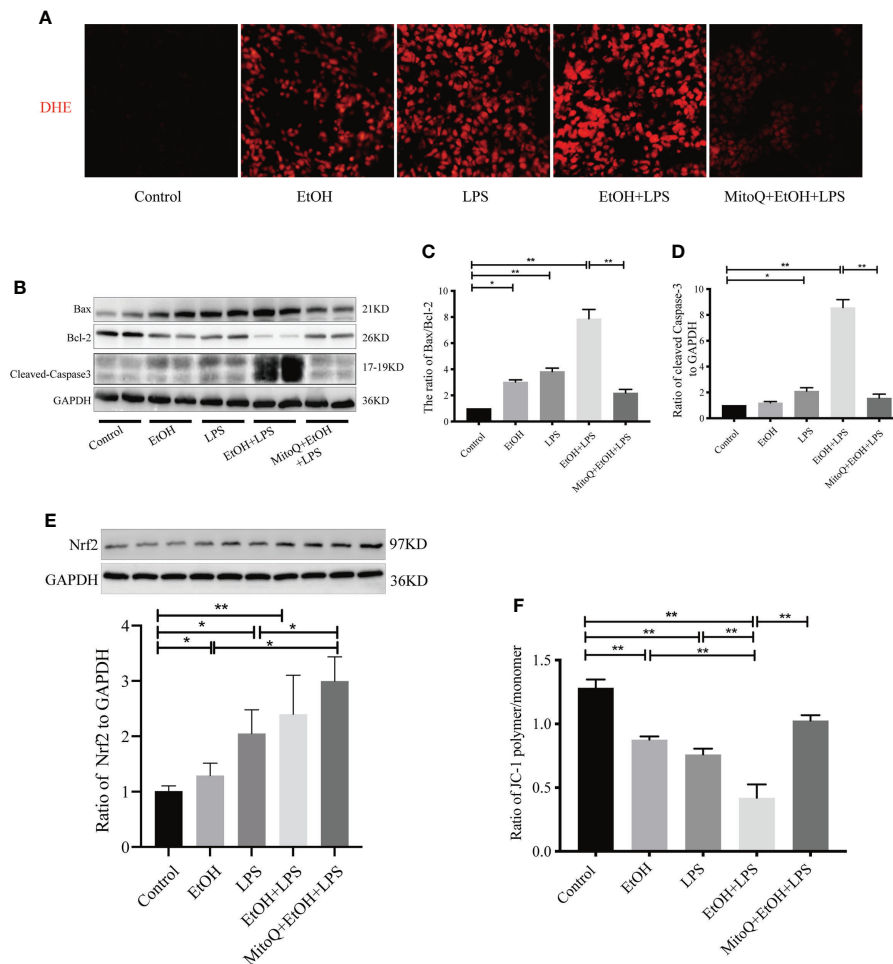 A
DHE
Control
EtOH
LPS
EtOH+LPS
MitoQ+EtOH+LPS
B
Bax
21KD
Bcl-2
26KD
Cleaved-Caspase3
17-19KD
GAPDH
36KD
Control
EtOH
LPS
EtOH+LPS
MitoQ+EtOH
+LPS
C
The ratio of Bax/Bcl-2
10
8
6
4
2
0
**
**
**
*
Control
EtOH
LPS
EtOH+LPS
MitoQ+EtOH+LPS
D
Ratio of cleaved Caspase-3
to GAPDH
10
8
6
4
2
0
**
**
*
Control
EtOH
LPS
EtOH+LPS
MitoQ+EtOH+LPS
E
Nrf2
97KD
GAPDH
36KD
Ratio of Nrf2 to GAPDH
4
3
2
1
0
**
*
*
*
*
Control
EtOH
LPS
EtOH+LPS
MitoQ+EtOH+LPS
F
Ratio of JC-1 polymer/monomer
1.5
1.0
0.5
0.0
**
**
**
**
**
**
Control
EtOH
LPS
EtOH+LPS
MitoQ+EtOH+LPS